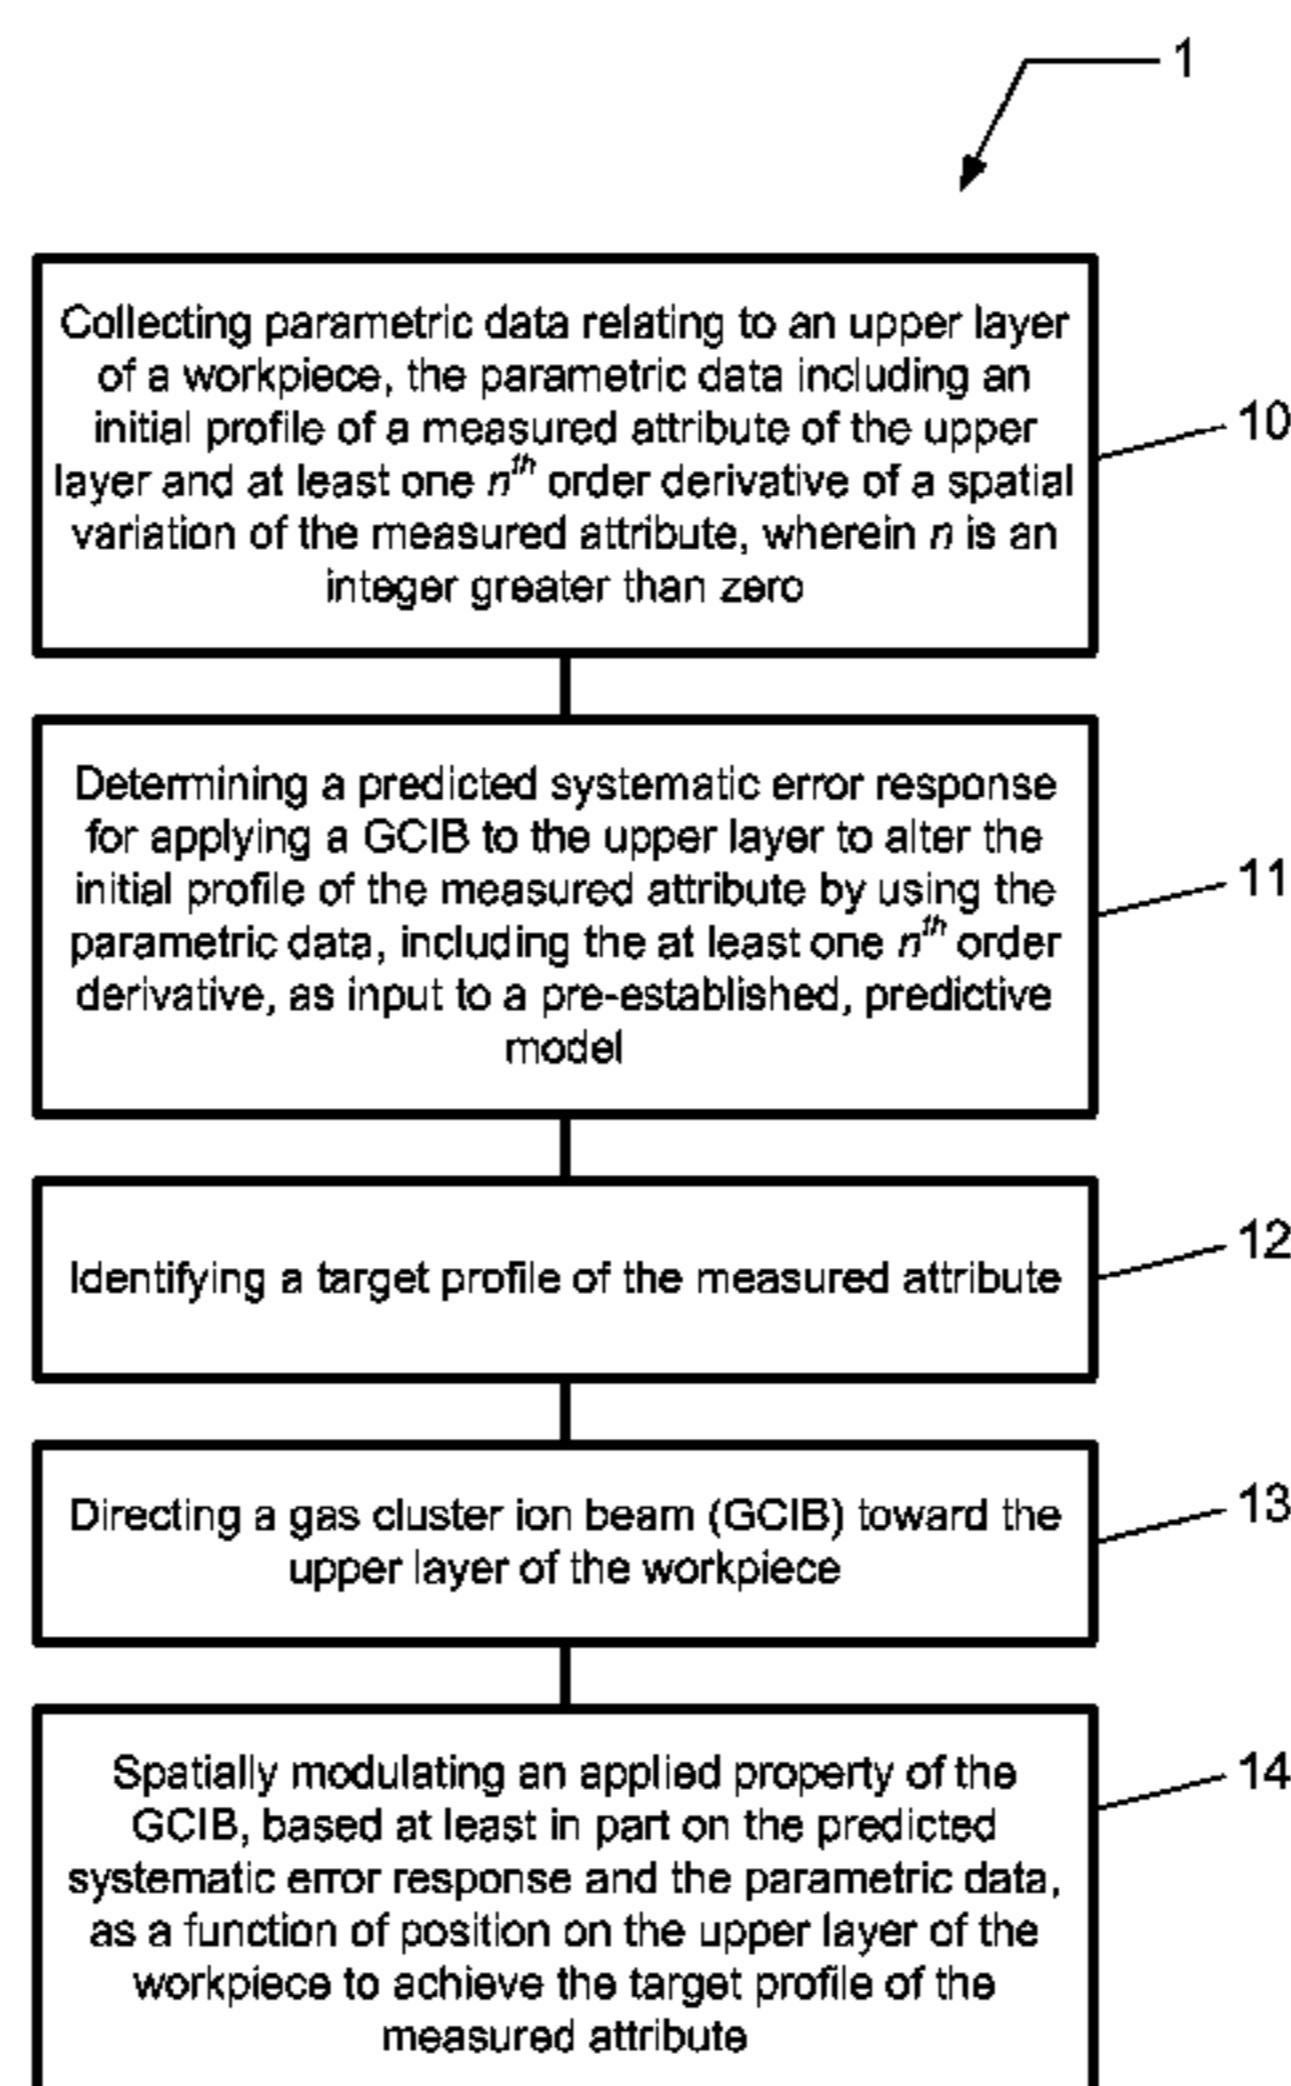 1
Collecting parametric data relating to an upper layer
of a workpiece, the parametric data including an
initial profile of a measured attribute of the upper
layer and at least one nth order derivative of a spatial
variation of the measured attribute, wherein n is an
integer greater than zero
10
Determining a predicted systematic error response
for applying a GCIB to the upper layer to alter the
initial profile of the measured attribute by using the
parametric data, including the at least one nth order
derivative, as input to a pre-established, predictive
model
11
Identifying a target profile of the measured attribute
12
Directing a gas cluster ion beam (GCIB) toward the
upper layer of the workpiece
13
Spatially modulating an applied property of the
GCIB, based at least in part on the predicted
systematic error response and the parametric data,
as a function of position on the upper layer of the
workpiece to achieve the target profile of the
measured attribute
14